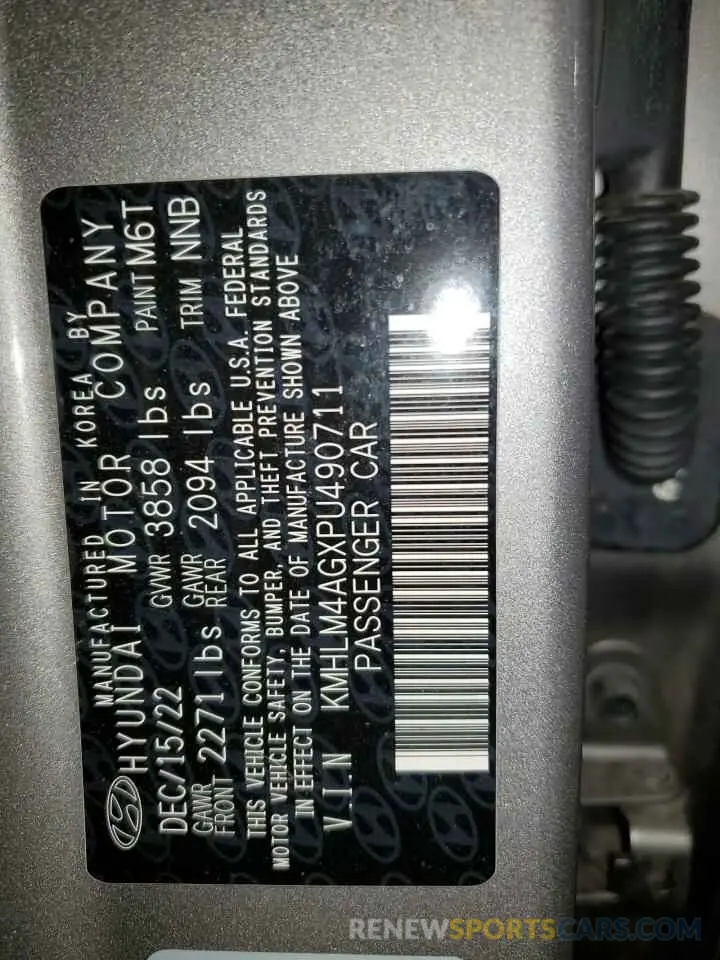 MANUFACTURED IN KOREA BY
HYUNDAI MOTOR COMPANY
DEC/15/22 GVWR 3858 lbs PAINT M6T
GAWR FRONT 2271 lbs GAWR REAR 2094 lbs TRIM NNB
THIS VEHICLE CONFORMS TO ALL APPLICABLE U.S.A. FEDERAL
MOTOR VEHICLE SAFETY, BUMPER, AND THEFT PREVENTION STANDARDS
IN EFFECT ON THE DATE OF MANUFACTURE SHOWN ABOVE
V.I.N KMHLM4AGXPU490711
PASSENGER CAR
RENEWSPORTSCARS.COM